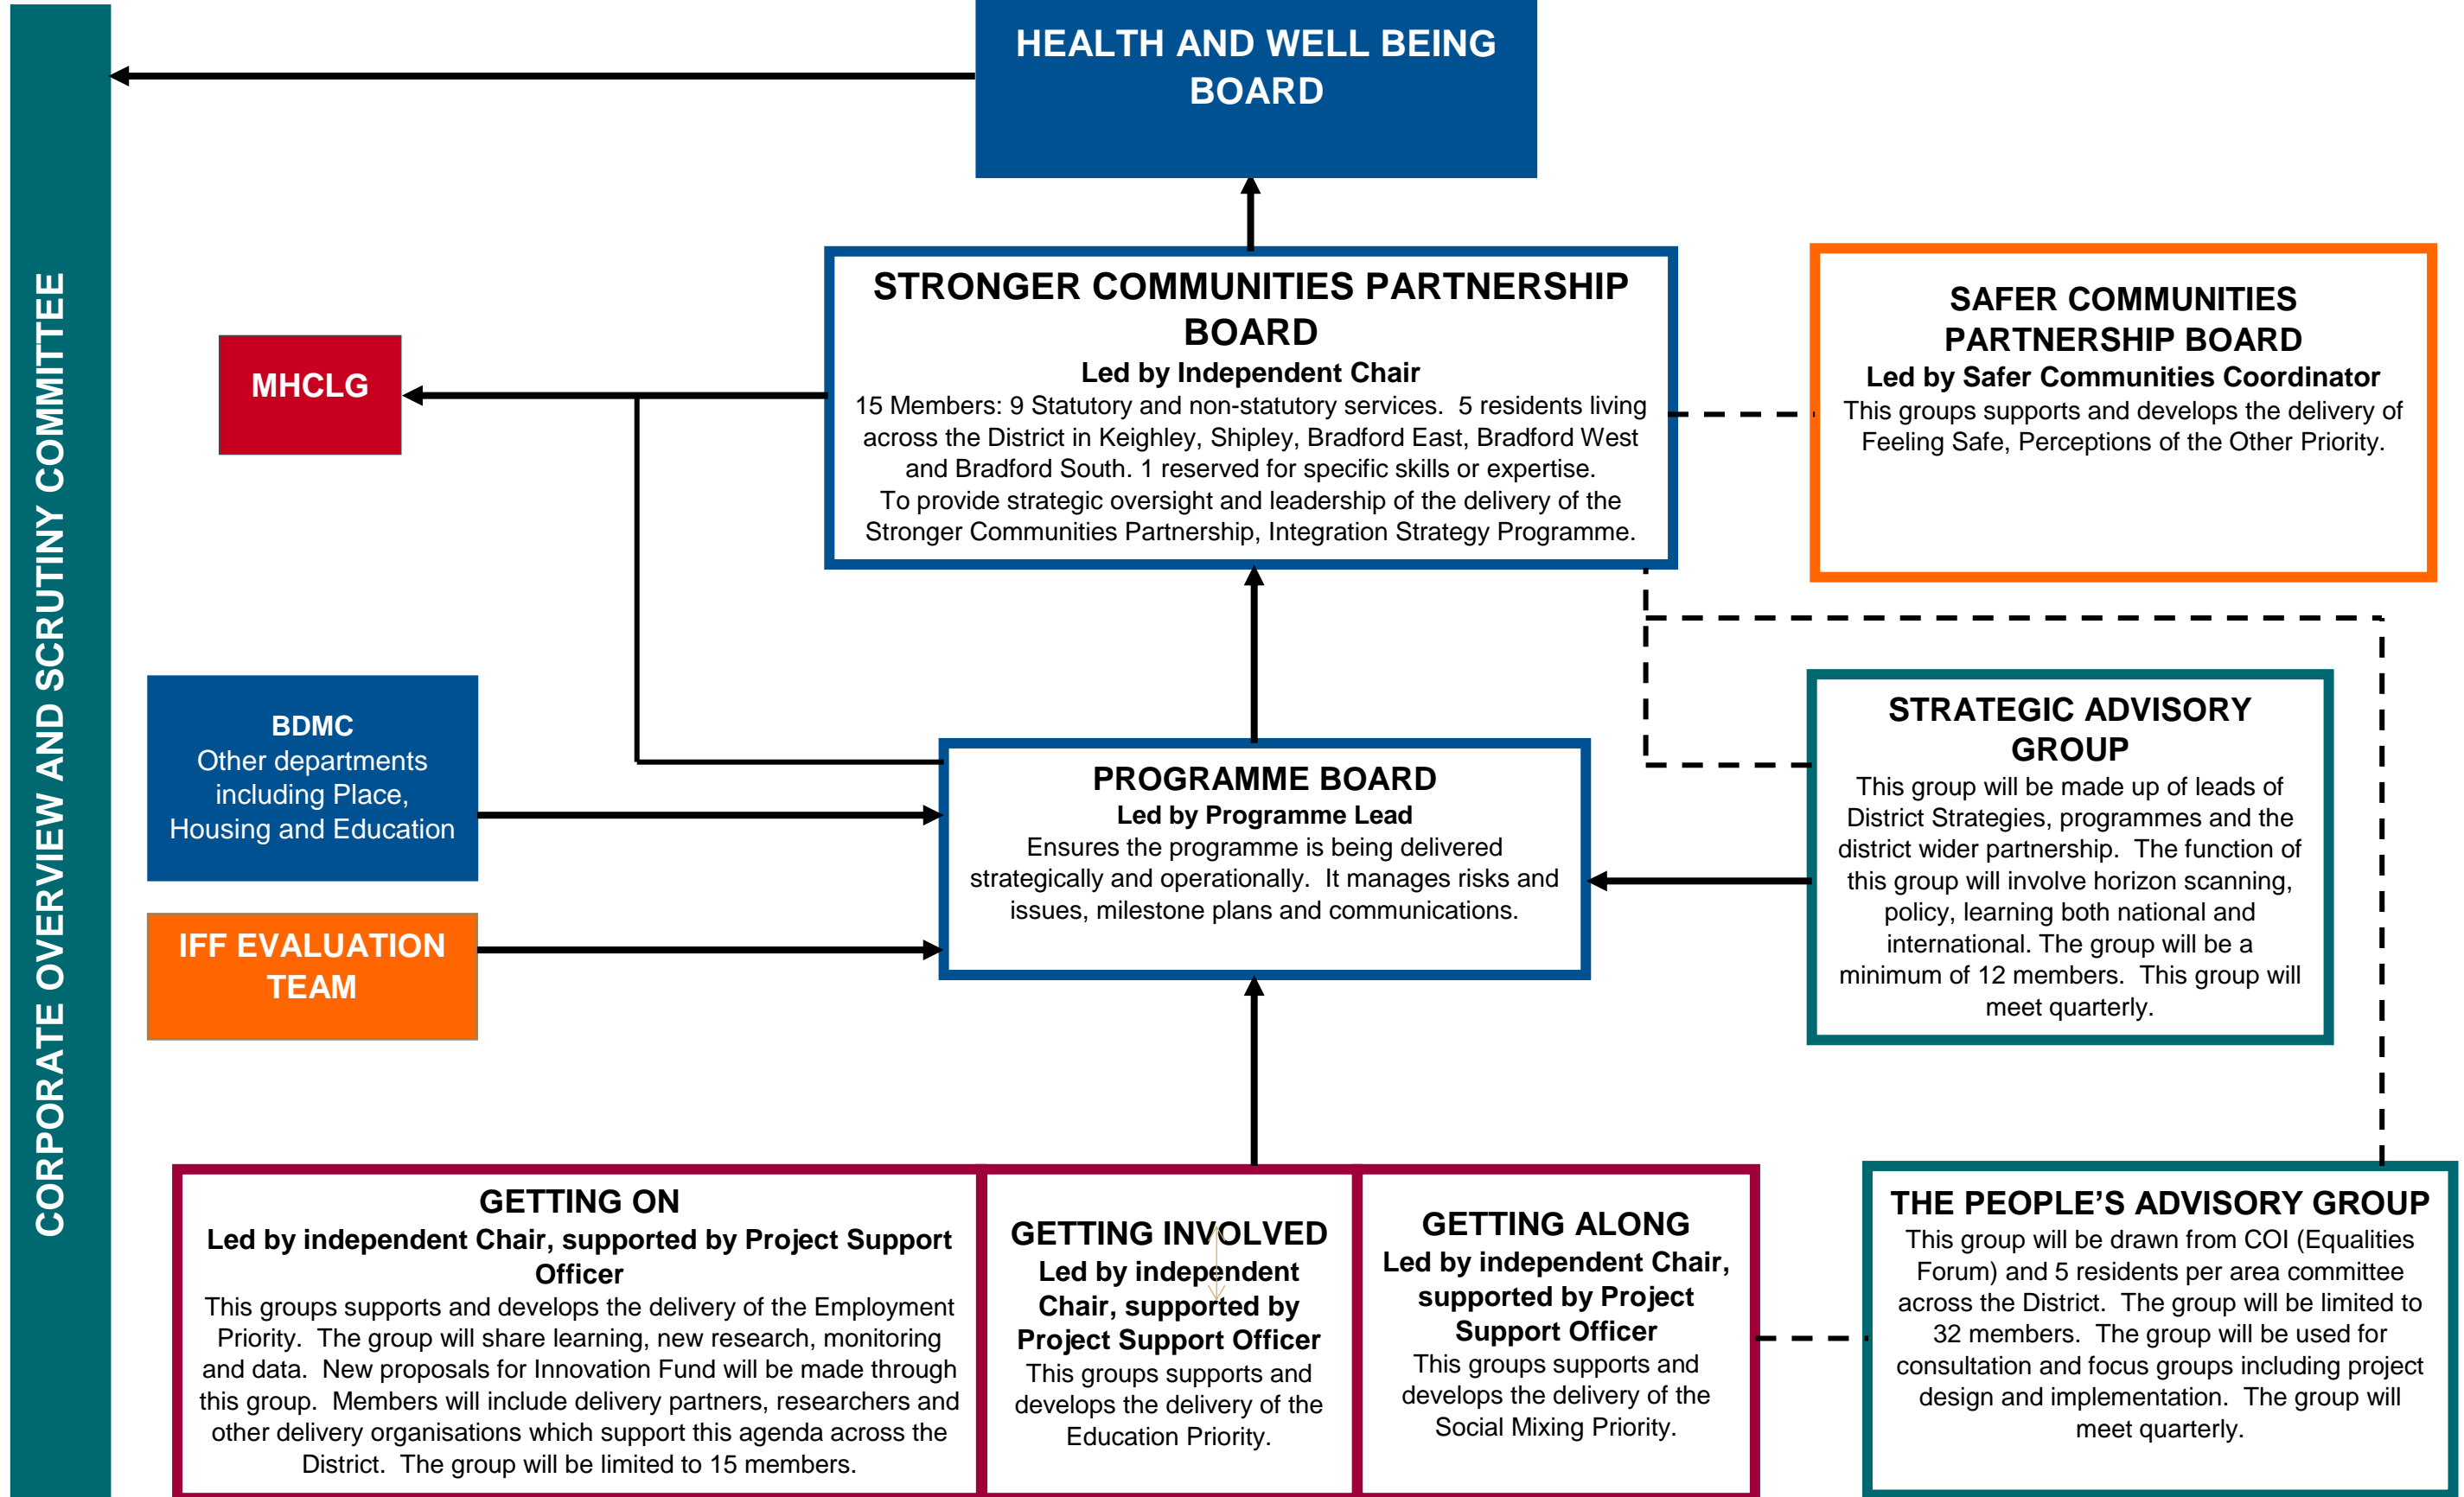 CORPORATE OVERVIEW AND SCRUTINY COMMITTEE
HEALTH AND WELL BEING
BOARD
STRONGER COMMUNITIES PARTNERSHIP
BOARD
Led by Independent Chair
15 Members: 9 Statutory and non-statutory services. 5 residents living
across the District in Keighley, Shipley, Bradford East, Bradford West
and Bradford South. 1 reserved for specific skills or expertise.
To provide strategic oversight and leadership of the delivery of the
Stronger Communities Partnership, Integration Strategy Programme.
SAFER COMMUNITIES
PARTNERSHIP BOARD
Led by Safer Communities Coordinator
This groups supports and develops the delivery of
Feeling Safe, Perceptions of the Other Priority.
MHCLG
BDMC
Other departments
including Place,
Housing and Education
IFF EVALUATION
TEAM
PROGRAMME BOARD
Led by Programme Lead
Ensures the programme is being delivered
strategically and operationally. It manages risks and
issues, milestone plans and communications.
STRATEGIC ADVISORY
GROUP
This group will be made up of leads of
District Strategies, programmes and the
district wider partnership. The function of
this group will involve horizon scanning,
policy, learning both national and
international. The group will be a
minimum of 12 members. This group will
meet quarterly.
GETTING ON
Led by independent Chair, supported by Project Support
Officer
This groups supports and develops the delivery of the Employment
Priority. The group will share learning, new research, monitoring
and data. New proposals for Innovation Fund will be made through
this group. Members will include delivery partners, researchers and
other delivery organisations which support this agenda across the
District. The group will be limited to 15 members.
GETTING INVOLVED
Led by independent
Chair, supported by
Project Support Officer
This groups supports and
develops the delivery of the
Education Priority.
GETTING ALONG
Led by independent Chair,
supported by Project
Support Officer
This groups supports and
develops the delivery of the
Social Mixing Priority.
THE PEOPLE’S ADVISORY GROUP
This group will be drawn from COI (Equalities
Forum) and 5 residents per area committee
across the District. The group will be limited to
32 members. The group will be used for
consultation and focus groups including project
design and implementation. The group will
meet quarterly.